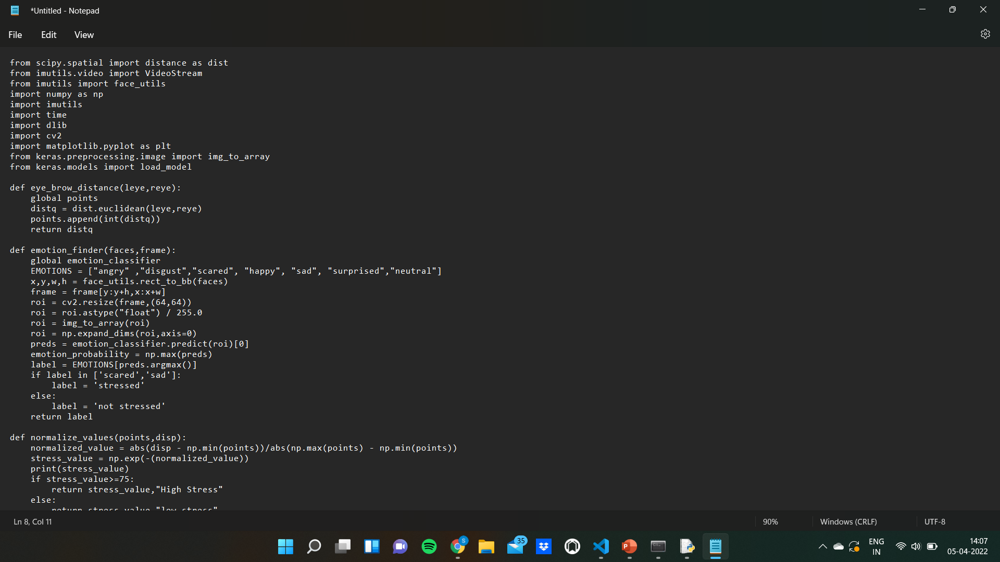 *Untitled - Notepad
File Edit View
from scipy.spatial import distance as dist
from imutils.video import VideoStream
from imutils import face_utils
import numpy as np
import imutils
import time
import dlib
import cv2
import matplotlib.pyplot as plt
from keras.preprocessing.image import img_to_array
from keras.models import load_model

def eye_brow_distance(leye,reye):
    global points
    distq = dist.euclidean(leye,reye)
    points.append(int(distq))
    return distq

def emotion_finder(faces,frame):
    global emotion_classifier
    EMOTIONS = ["angry" ,"disgust","scared", "happy", "sad", "surprised","neutral"]
    x,y,w,h = face_utils.rect_to_bb(faces)
    frame = frame[y:y+h,x:x+w]
    roi = cv2.resize(frame,(64,64))
    roi = roi.astype("float") / 255.0
    roi = img_to_array(roi)
    roi = np.expand_dims(roi,axis=0)
    preds = emotion_classifier.predict(roi)[0]
    emotion_probability = np.max(preds)
    label = EMOTIONS[preds.argmax()]
    if label in ['scared','sad']:
        label = 'stressed'
    else:
        label = 'not stressed'
    return label

def normalize_values(points,disp):
    normalized_value = abs(disp - np.min(points))/abs(np.max(points) - np.min(points))
    stress_value = np.exp(-(normalized_value))
    print(stress_value)
    if stress_value>=75:
        return stress_value,"High Stress"
    else:
        return stress_value,"low_stress"
Ln 8, Col 11 90% Windows (CRLF) UTF-8
S 35 P ENG 14:07
IN 05-04-2022